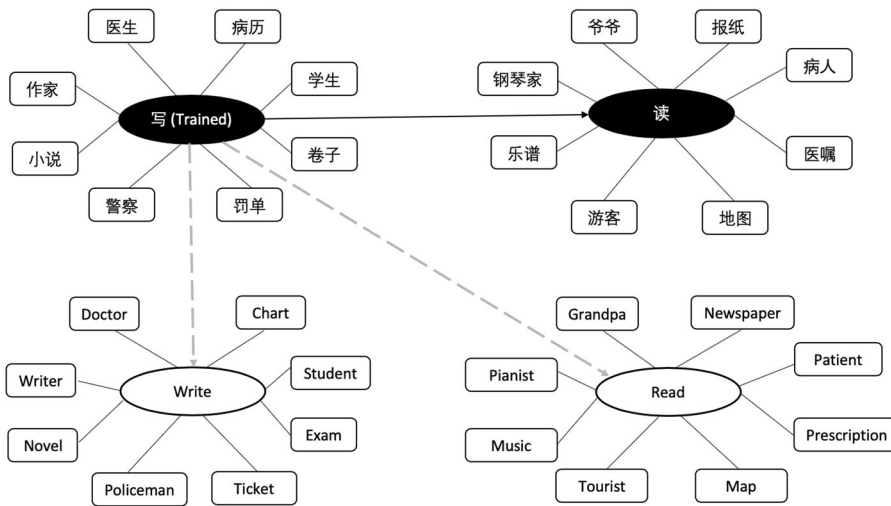 医生
病历
作家
学生
写 (Trained)
小说
卷子
警察
罚单
爷爷
报纸
钢琴家
病人
读
乐谱
医嘱
游客
地图
Doctor
Chart
Writer
Student
Write
Novel
Exam
Policeman
Ticket
Grandpa
Newspaper
Pianist
Patient
Read
Music
Prescription
Tourist
Map